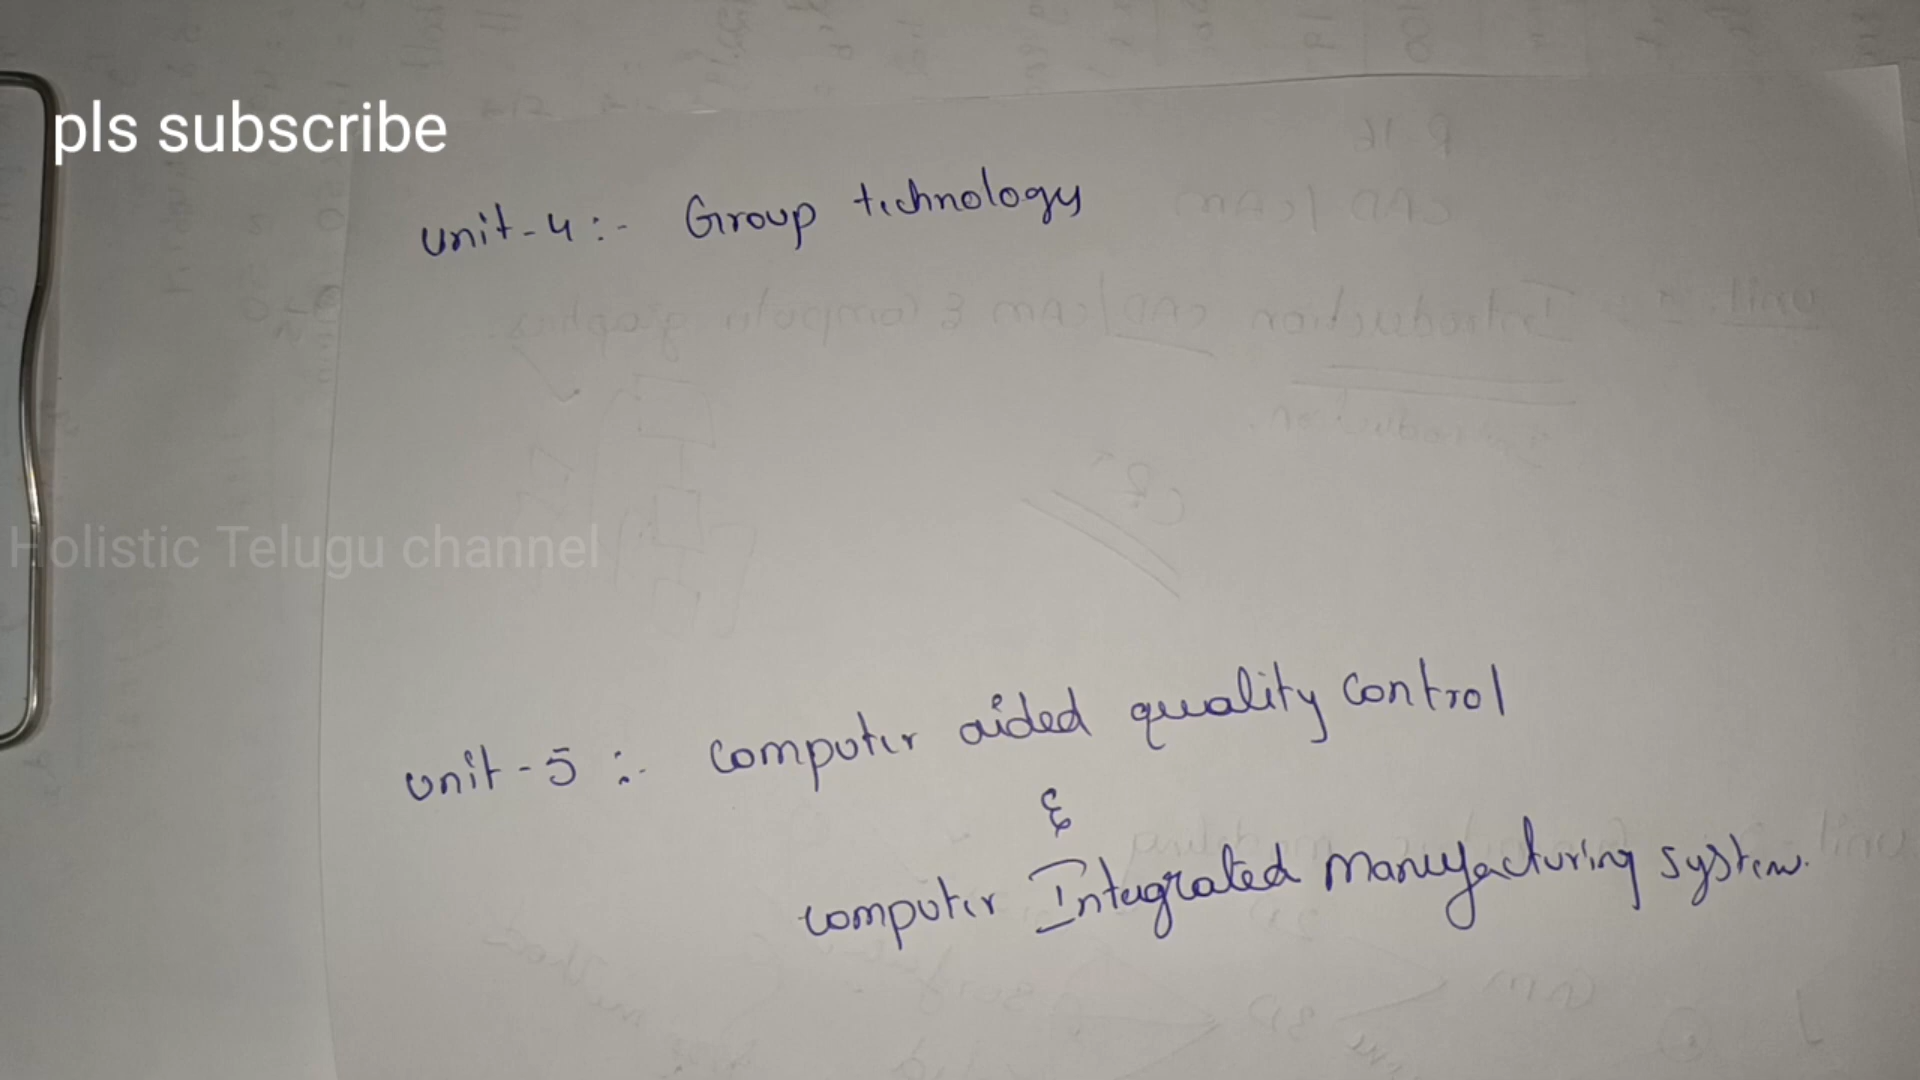 pls subscribe
unit-4:- Group technology
Holistic Telugu channel
unit-5:- computer aided quality control
&
computer Integrated manufacturing system.